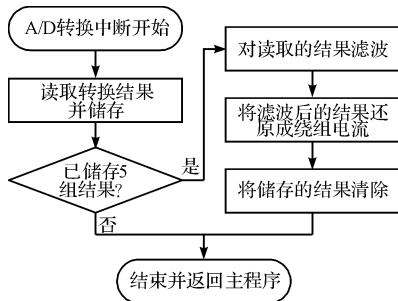 A/D转换中断开始
读取转换结果
并储存
已储存5
组结果?
是
否
对读取的结果滤波
将滤波后的结果还
原成绕组电流
将储存的结果清除
结束并返回主程序